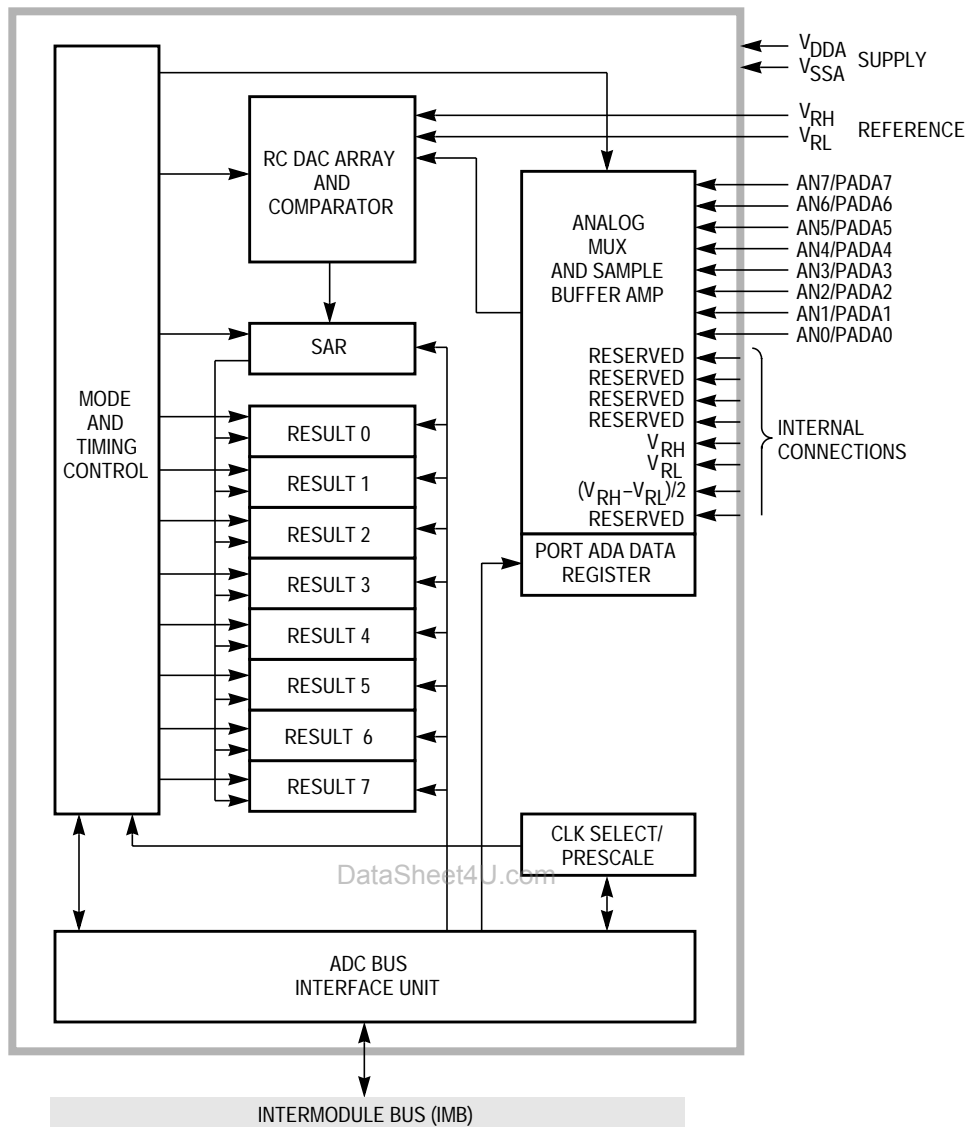 VDDA
VSSA
SUPPLY
VRH
VRL
REFERENCE
RC DAC ARRAY
AND
COMPARATOR
ANALOG
MUX
AND SAMPLE
BUFFER AMP
AN7/PADA7
AN6/PADA6
AN5/PADA5
AN4/PADA4
AN3/PADA3
AN2/PADA2
AN1/PADA1
AN0/PADA0
SAR
RESERVED
RESERVED
RESERVED
RESERVED
VRH
VRL
(VRH–VRL)/2
RESERVED
INTERNAL
CONNECTIONS
MODE
AND
TIMING
CONTROL
RESULT 0
RESULT 1
RESULT 2
RESULT 3
RESULT 4
RESULT 5
RESULT 6
RESULT 7
PORT ADA DATA
REGISTER
CLK SELECT/
PRESCALE
DataSheet4U.com
ADC BUS
INTERFACE UNIT
INTERMODULE BUS (IMB)